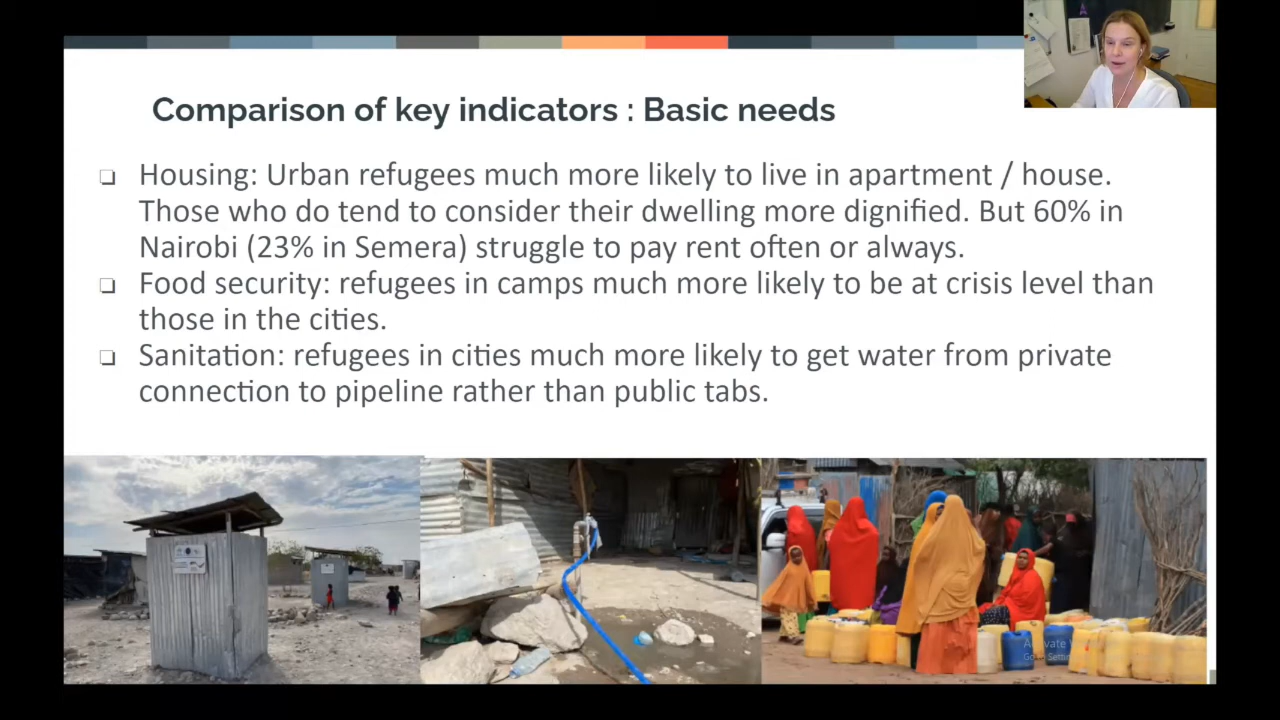 Comparison of key indicators : Basic needs
❑ Housing: Urban refugees much more likely to live in apartment / house.
Those who do tend to consider their dwelling more dignified. But 60% in
Nairobi (23% in Semera) struggle to pay rent often or always.
❑ Food security: refugees in camps much more likely to be at crisis level than
those in the cities.
❑ Sanitation: refugees in cities much more likely to get water from private
connection to pipeline rather than public tabs.